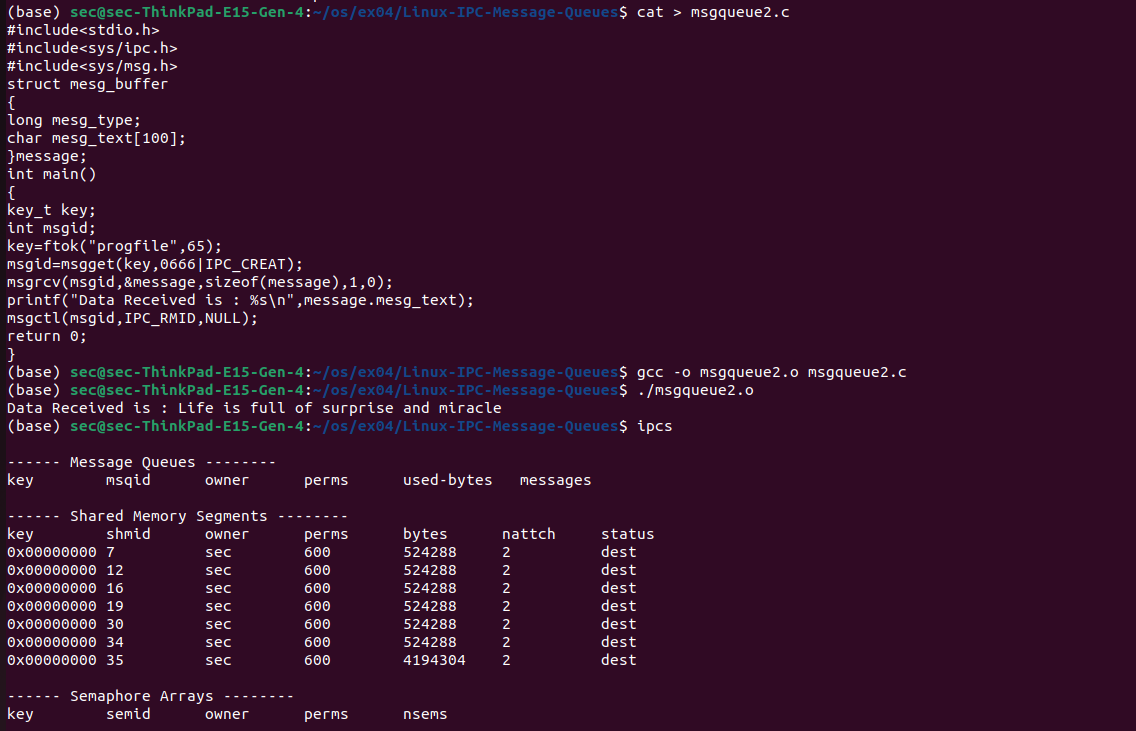 (base) sec@sec-ThinkPad-E15-Gen-4:~/os/ex04/Linux-IPC-Message-Queues$ cat > msgqueue2.c
#include<stdio.h>
#include<sys/ipc.h>
#include<sys/msg.h>
struct mesg_buffer
{
long mesg_type;
char mesg_text[100];
}message;
int main()
{
key_t key;
int msgid;
key=ftok("progfile",65);
msgid=msgget(key,0666|IPC_CREAT);
msgrcv(msgid,&message,sizeof(message),1,0);
printf("Data Received is : %s\n",message.mesg_text);
msgctl(msgid,IPC_RMID,NULL);
return 0;
}
(base) sec@sec-ThinkPad-E15-Gen-4:~/os/ex04/Linux-IPC-Message-Queues$ gcc -o msgqueue2.o msgqueue2.c
(base) sec@sec-ThinkPad-E15-Gen-4:~/os/ex04/Linux-IPC-Message-Queues$ ./msgqueue2.o
Data Received is : Life is full of surprise and miracle
(base) sec@sec-ThinkPad-E15-Gen-4:~/os/ex04/Linux-IPC-Message-Queues$ ipcs

------ Message Queues --------
key        msqid      owner      perms      used-bytes   messages

------ Shared Memory Segments --------
key        shmid      owner      perms      bytes      nattch     status
0x00000000 7          sec        600        524288     2          dest
0x00000000 12         sec        600        524288     2          dest
0x00000000 16         sec        600        524288     2          dest
0x00000000 19         sec        600        524288     2          dest
0x00000000 30         sec        600        524288     2          dest
0x00000000 34         sec        600        524288     2          dest
0x00000000 35         sec        600        4194304    2          dest

------ Semaphore Arrays --------
key        semid      owner      perms      nsems